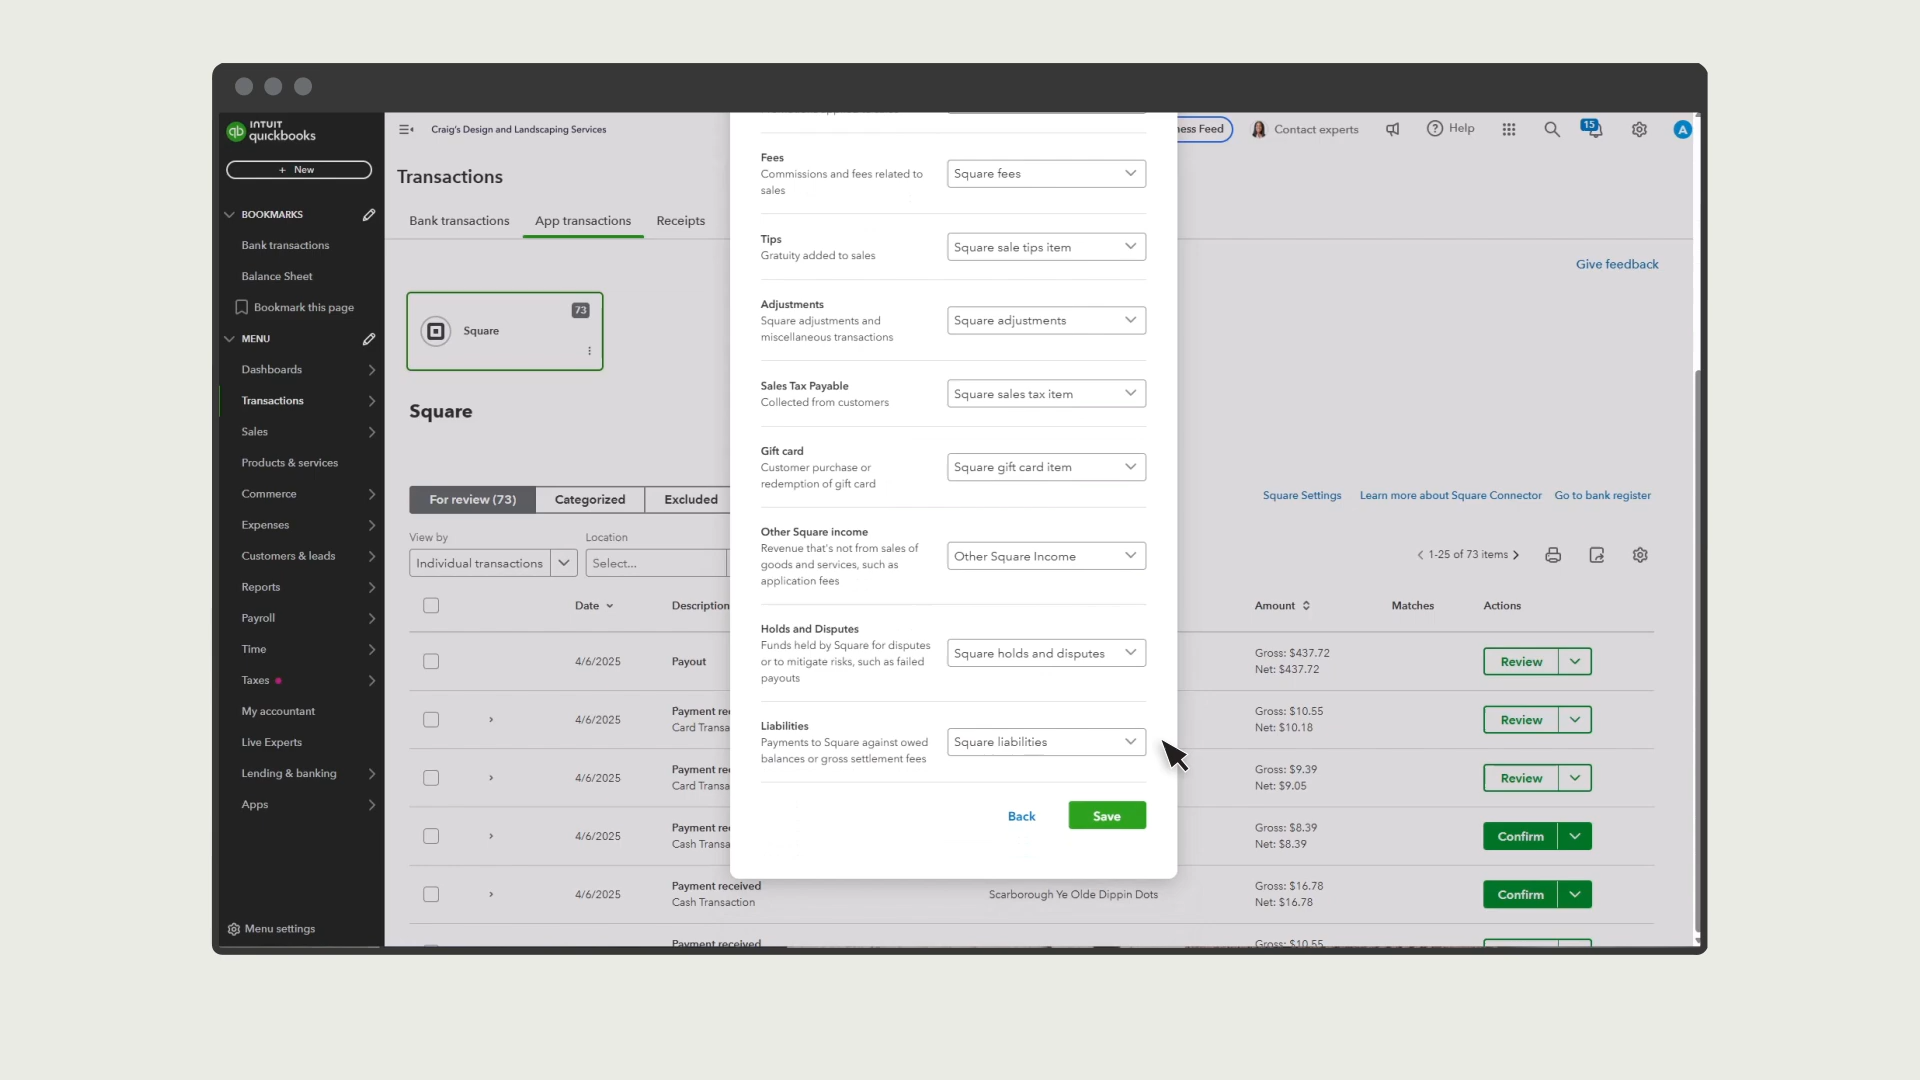 INTUIT
quickbooks
Craig's Design and Landscaping Services
ness Feed
Contact experts
Help
15
A
+ New
BOOKMARKS
Bank transactions
Balance Sheet
Bookmark this page
MENU
Dashboards
Transactions
Sales
Products & services
Commerce
Expenses
Customers & leads
Reports
Payroll
Time
Taxes
My accountant
Live Experts
Lending & banking
Apps
Menu settings
Transactions
Bank transactions
App transactions
Receipts
Give feedback
73
Square
Square
For review (73)
Categorized
Excluded
Square Settings
Learn more about Square Connector
Go to bank register
View by
Location
Individual transactions
Select...
1-25 of 73 items
Date
Description
Amount
Matches
Actions
4/6/2025
Payout
Gross: $437.72
Net: $437.72
Review
4/6/2025
Payment re
Card Transa
Gross: $10.55
Net: $10.18
Review
4/6/2025
Payment re
Card Transa
Gross: $9.39
Net: $9.05
Review
4/6/2025
Payment re
Cash Transa
Gross: $8.39
Net: $8.39
Confirm
4/6/2025
Payment received
Cash Transaction
Scarborough Ye Olde Dippin Dots
Gross: $16.78
Net: $16.78
Confirm
Payment received
Gross: $10.55
Fees
Commissions and fees related to
sales
Square fees
Tips
Gratuity added to sales
Square sale tips item
Adjustments
Square adjustments and
miscellaneous transactions
Square adjustments
Sales Tax Payable
Collected from customers
Square sales tax item
Gift card
Customer purchase or
redemption of gift card
Square gift card item
Other Square income
Revenue that's not from sales of
goods and services, such as
application fees
Other Square Income
Holds and Disputes
Funds held by Square for disputes
or to mitigate risks, such as failed
payouts
Square holds and disputes
Liabilities
Payments to Square against owed
balances or gross settlement fees
Square liabilities
Back
Save